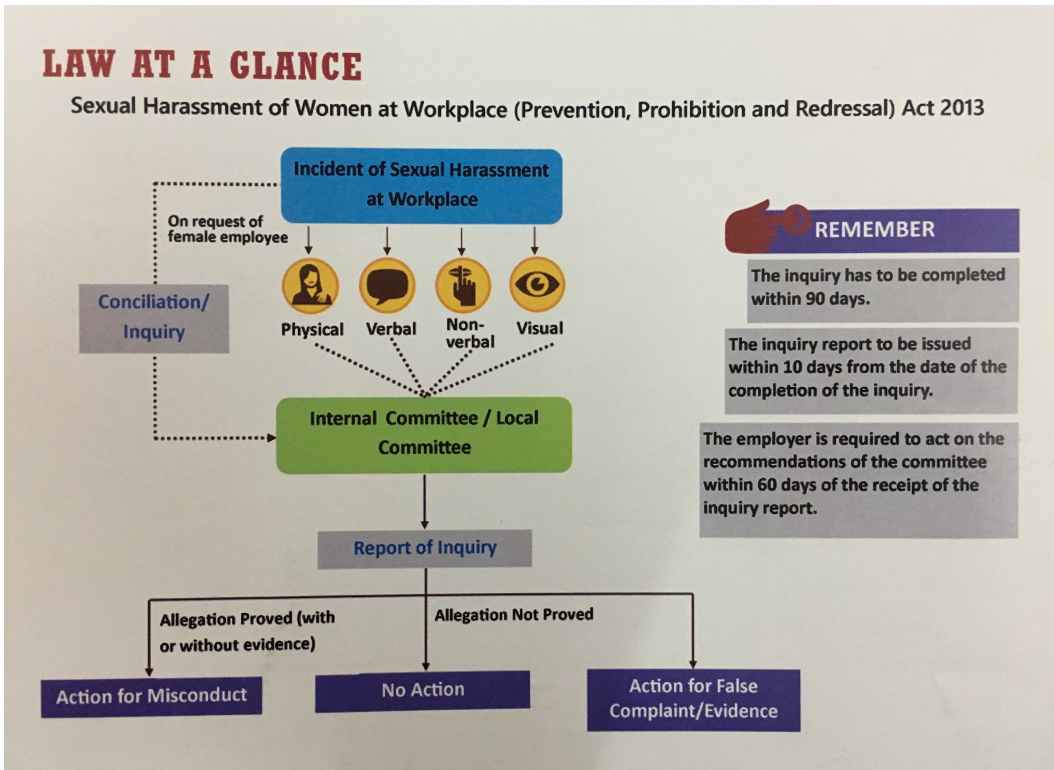 LAW AT A GLANCE
Sexual Harassment of Women at Workplace (Prevention, Prohibition and Redressal) Act 2013
Incident of Sexual Harassment
at Workplace
On request of
female employee
Conciliation/
Inquiry
Physical
Verbal
Non-
verbal
Visual
Internal Committee / Local
Committee
Report of Inquiry
Allegation Proved (with
or without evidence)
Allegation Not Proved
Action for Misconduct
No Action
Action for False
Complaint/Evidence
REMEMBER
The inquiry has to be completed
within 90 days.
The inquiry report to be issued
within 10 days from the date of the
completion of the inquiry.
The employer is required to act on the
recommendations of the committee
within 60 days of the receipt of the
inquiry report.